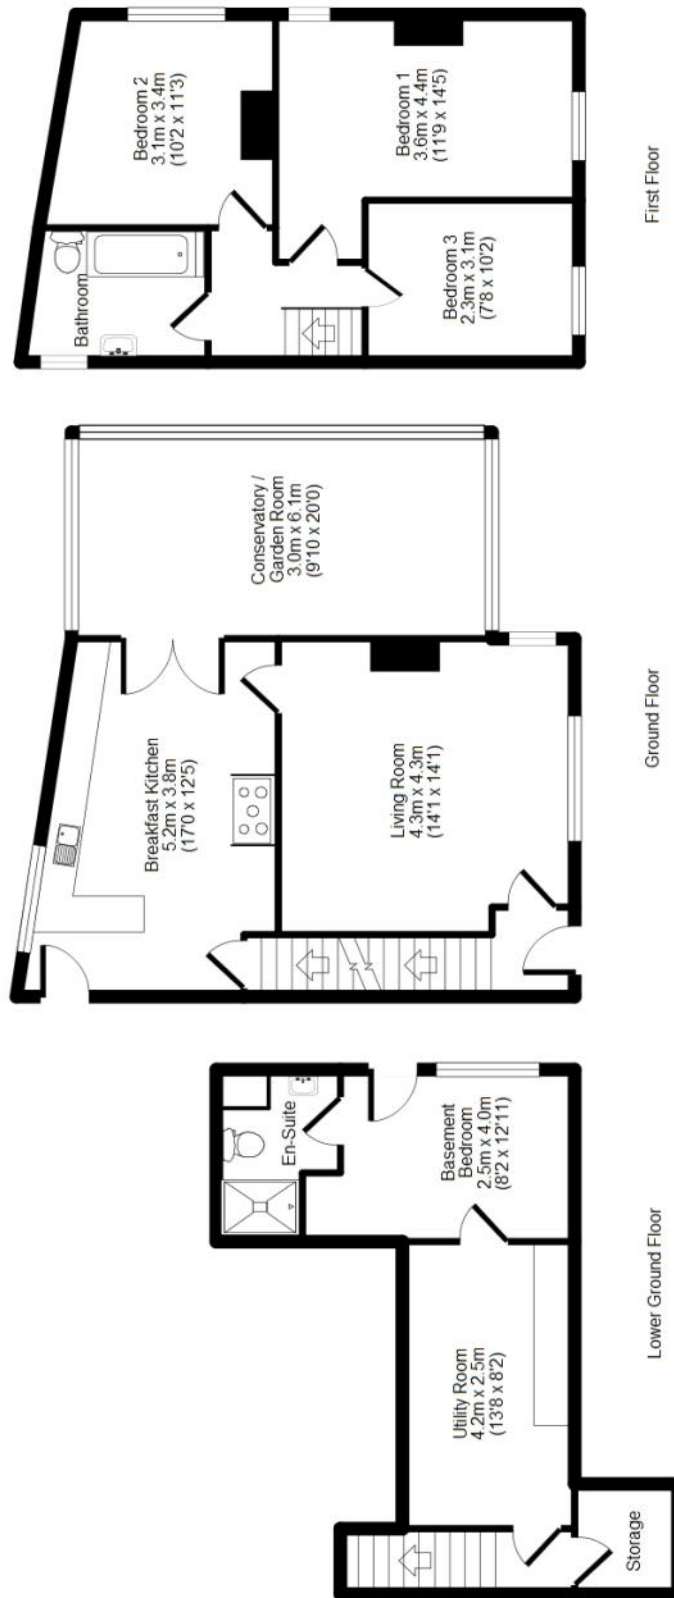 Storage
Utility Room
4.2m x 2.5m
(13'8 x 8'2)
En-Suite
Basement
Bedroom
2.5m x 4.0m
(8'2 x 12'11)
Lower Ground Floor
Breakfast Kitchen
5.2m x 3.8m
(17'0 x 12'5)
Living Room
4.3m x 4.3m
(14'1 x 14'1)
Conservatory /
Garden Room
3.0m x 6.1m
(9'10 x 20'0)
Ground Floor
Bathroom
Bedroom 2
3.1m x 3.4m
(10'2 x 11'3)
Bedroom 1
3.6m x 4.4m
(11'9 x 14'5)
Bedroom 3
2.3m x 3.1m
(7'8 x 10'2)
First Floor